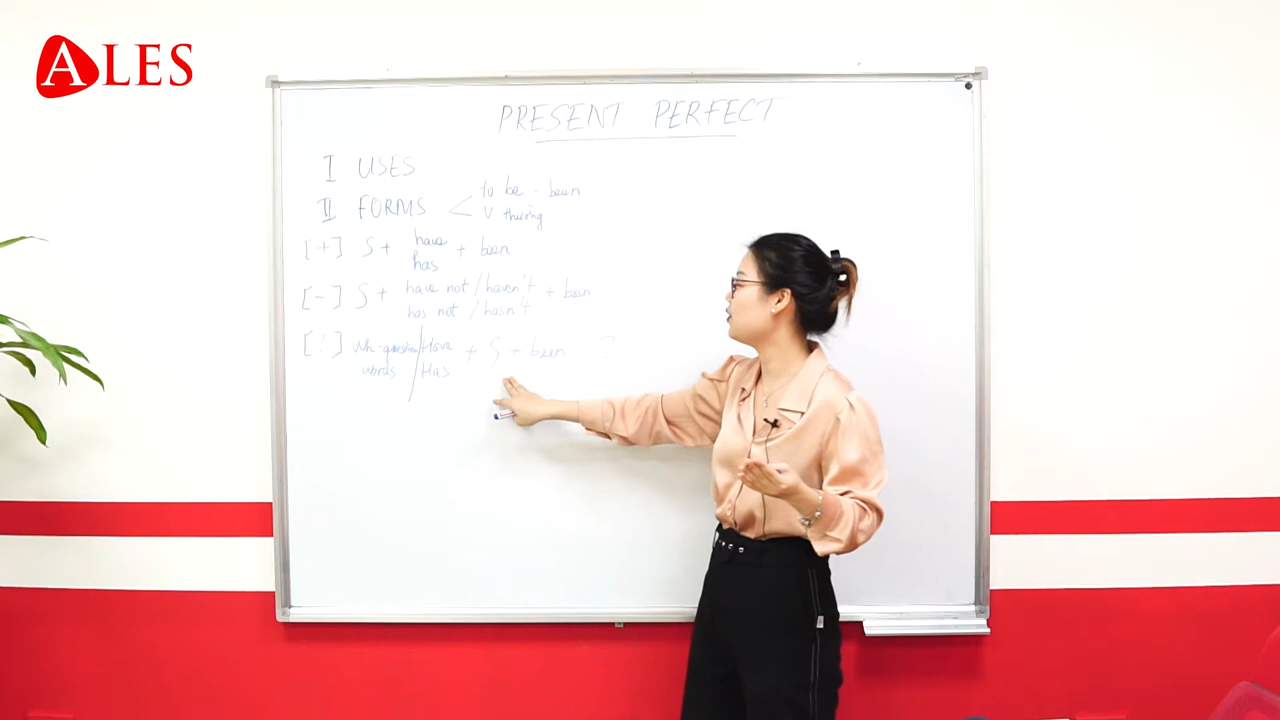 ALES
PRESENT PERFECT
I USES
II FORMS < to be - been
V thường
[+] S + have + been
has
[-] S + have not / haven't + been
has not / hasn't
[?] Wh-question / Have + S + been ?
words / Has